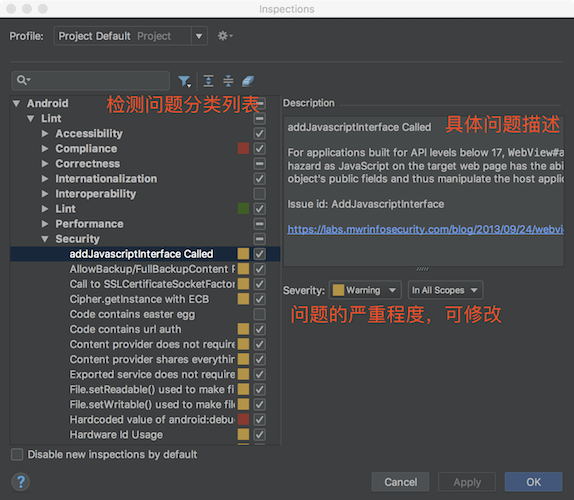 Inspections
Profile:
Project Default Project
Android
检测问题分类列表
Lint
Accessibility
Compliance
Correctness
Internationalization
Interoperability
Lint
Performance
Security
addJavascriptInterface Called
AllowBackup/FullBackupContent
Call to SSLCertificateSocketFactor
Cipher.getInstance with ECB
Code contains easter egg
Code contains url auth
Content provider does not require
Content provider shares everythin
Exported service does not require
File.setReadable() used to make fi
File.setWritable() used to make file
Hardcoded value of android:debu
Hardware Id Usage
Disable new inspections by default
Description
addJavascriptInterface Called
具体问题描述
For applications built for API levels below 17, WebView#a
hazard as JavaScript on the target web page has the abi
object's public fields and thus manipulate the host applic
Issue id: AddJavascriptInterface
https://labs.mwrinfosecurity.com/blog/2013/09/24/webvi
Severity:
Warning
In All Scopes
问题的严重程度，可修改
?
Cancel
Apply
OK